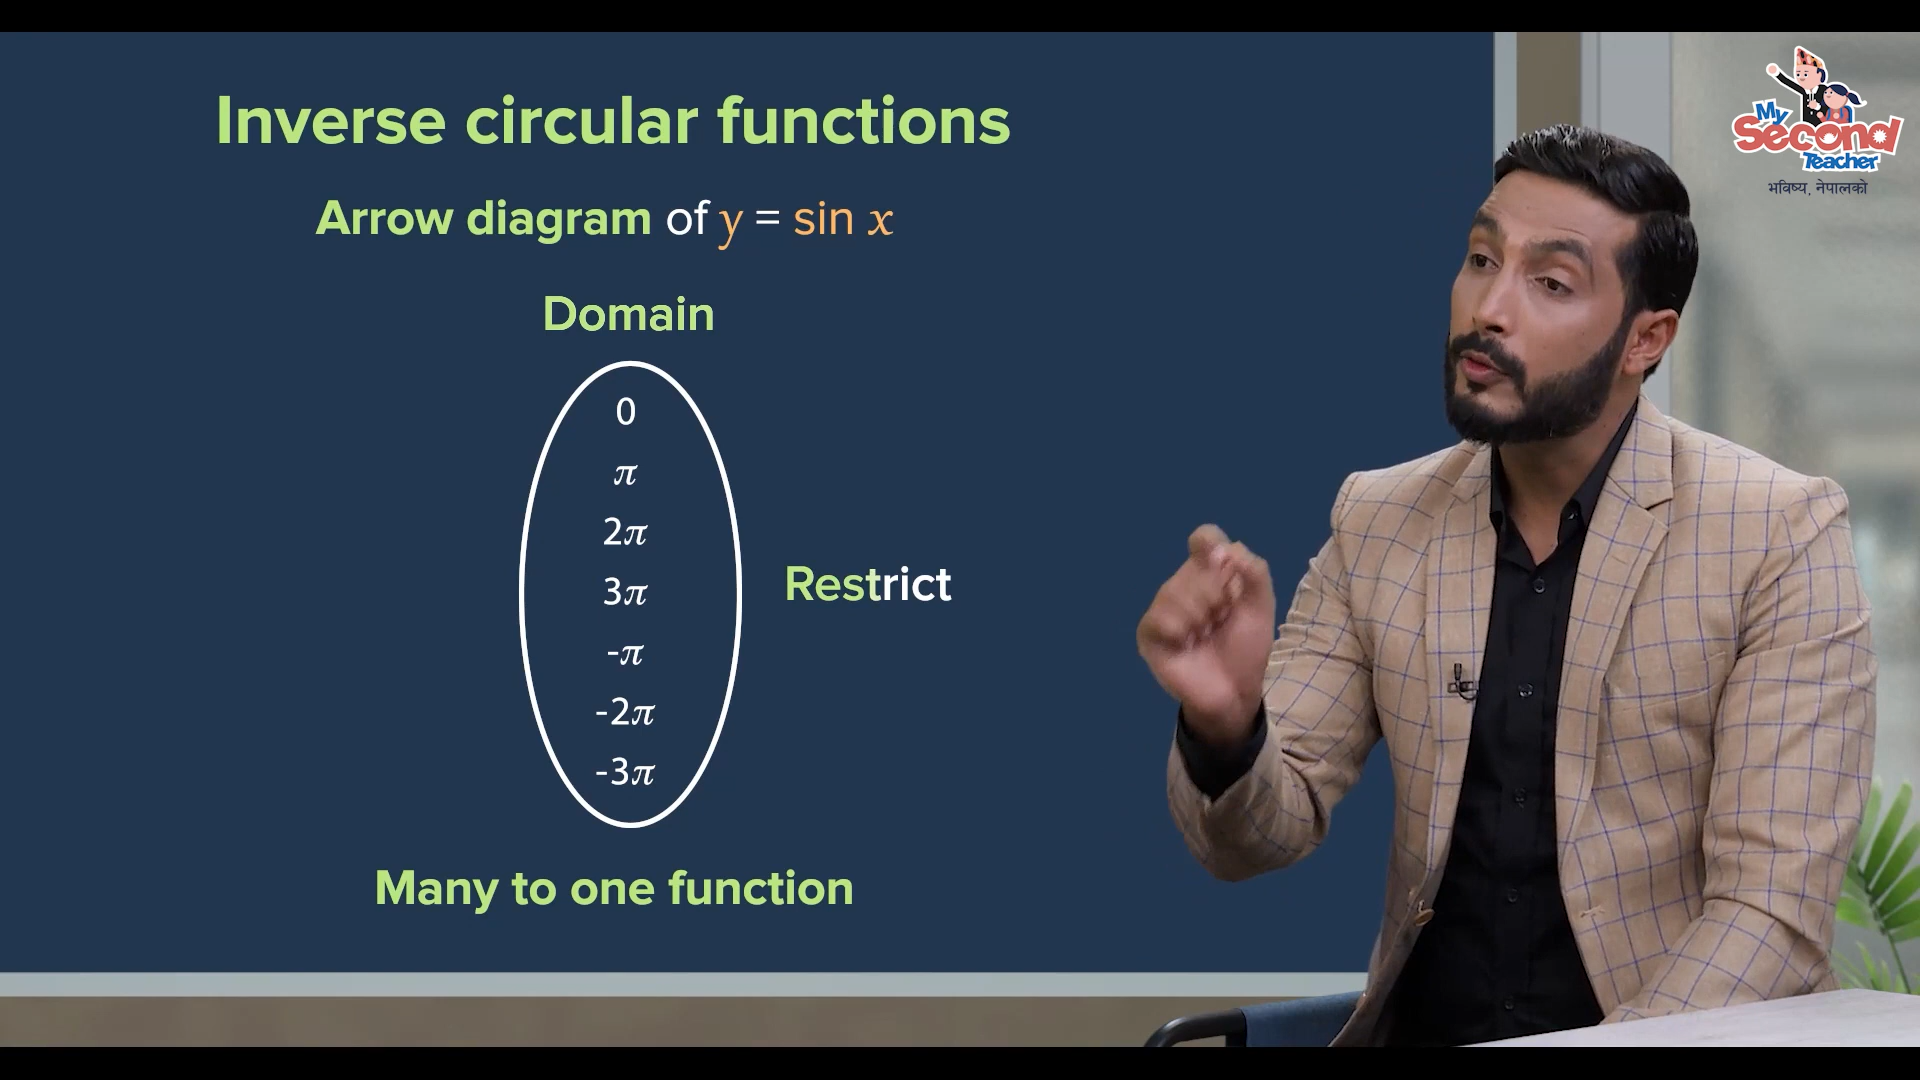 Inverse circular functions
Arrow diagram of y = sin x
Domain
0
π
2π
3π
-π
-2π
-3π
Restrict
Many to one function
My
Second
Teacher
भविष्य, नेपालको